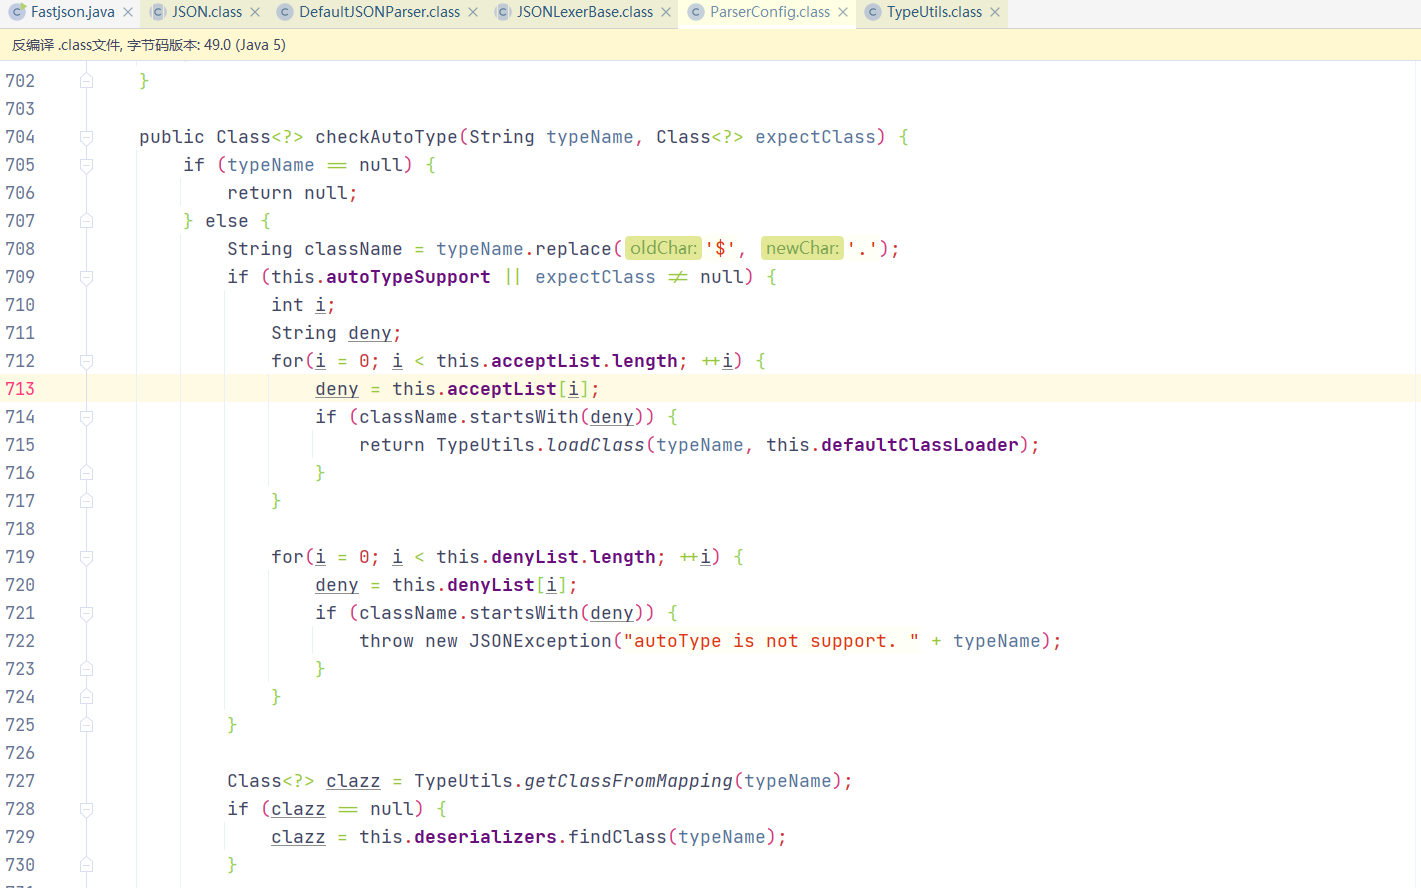 Fastjson.java JSON.class DefaultJSONParser.class JSONLexerBase.class ParserConfig.class TypeUtils.class
反编译 .class文件, 字节码版本: 49.0 (Java 5)
702 }
703
704 public Class<?> checkAutoType(String typeName, Class<?> expectClass) {
705 if (typeName == null) {
706 return null;
707 } else {
708 String className = typeName.replace( oldChar: '$', newChar: '.');
709 if (this.autoTypeSupport || expectClass != null) {
710 int i;
711 String deny;
712 for(i = 0; i < this.acceptList.length; ++i) {
713 deny = this.acceptList[i];
714 if (className.startsWith(deny)) {
715 return TypeUtils.loadClass(typeName, this.defaultClassLoader);
716 }
717 }
718
719 for(i = 0; i < this.denyList.length; ++i) {
720 deny = this.denyList[i];
721 if (className.startsWith(deny)) {
722 throw new JSONException("autoType is not support. " + typeName);
723 }
724 }
725 }
726
727 Class<?> clazz = TypeUtils.getClassFromMapping(typeName);
728 if (clazz == null) {
729 clazz = this.deserializers.findClass(typeName);
730 }